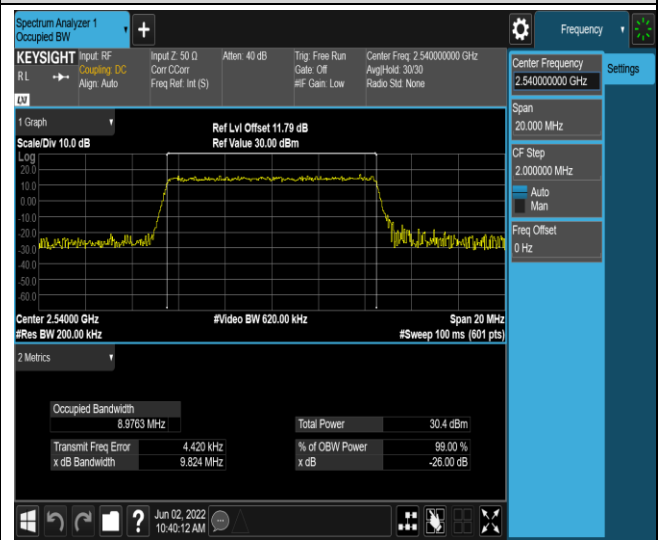 Spectrum Analyzer 1
Occupied BW
Frequency
KEYSIGHT
RL
LXI
Input: RF
Coupling: DC
Align: Auto
Input Z: 50 Ω
Corr CCorr
Freq Ref: Int (S)
Atten: 40 dB
Trig: Free Run
Gate: Off
#IF Gain: Low
Center Freq: 2.540000000 GHz
Avg|Hold: 30/30
Radio Std: None
Center Frequency
2.540000000 GHz
Settings
Span
20.000 MHz
CF Step
2.000000 MHz
Auto
Man
Freq Offset
0 Hz
1 Graph
Scale/Div 10.0 dB
Ref Lvl Offset 11.79 dB
Ref Value 30.00 dBm
Log
20.0
10.0
0.00
-10.0
-20.0
-30.0
-40.0
-50.0
-60.0
Center 2.54000 GHz
#Video BW 620.00 kHz
Span 20 MHz
#Res BW 200.00 kHz
#Sweep 100 ms (601 pts)
2 Metrics
Occupied Bandwidth
8.9763 MHz
Total Power 30.4 dBm
Transmit Freq Error 4.420 kHz
% of OBW Power 99.00 %
x dB Bandwidth 9.824 MHz
x dB -26.00 dB
Jun 02, 2022
10:40:12 AM